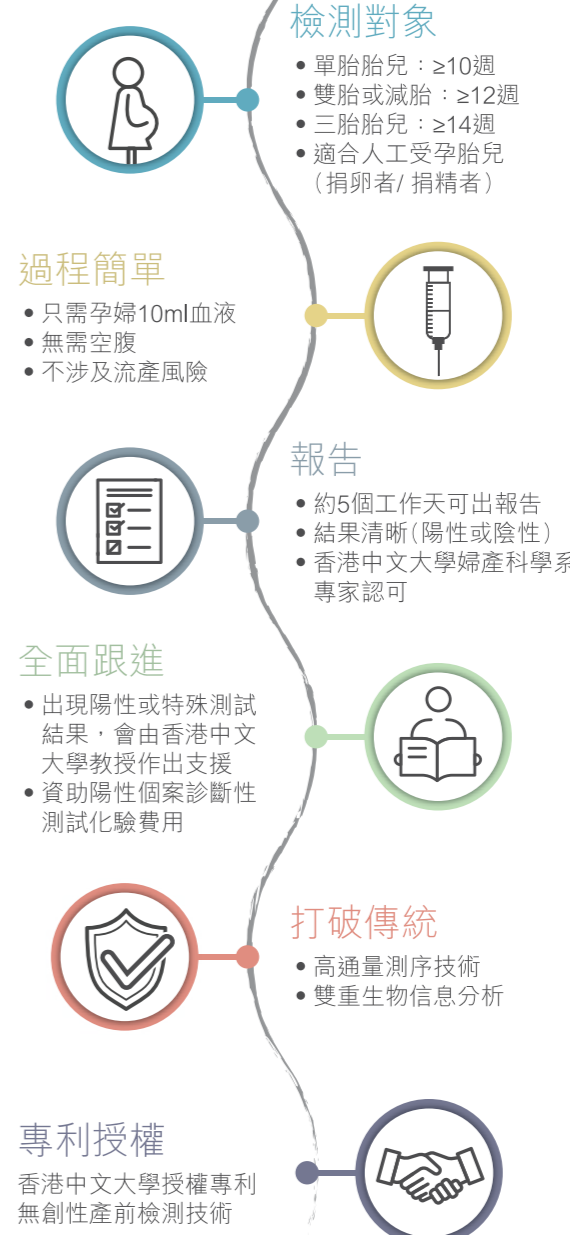 檢測對象
• 單胎胎兒：≥10週
• 雙胎或減胎：≥12週
• 三胎胎兒：≥14週
• 適合人工受孕胎兒
（捐卵者/ 捐精者）
過程簡單
• 只需孕婦10ml血液
• 無需空腹
• 不涉及流產風險
報告
• 約5個工作天可出報告
• 結果清晰（陽性或陰性）
• 香港中文大學婦產科學系
專家認可
全面跟進
• 出現陽性或特殊測試
結果，會由香港中文
大學教授作出支援
• 資助陽性個案診斷性
測試化驗費用
打破傳統
• 高通量測序技術
• 雙重生物信息分析
專利授權
香港中文大學授權專利
無創性產前檢測技術